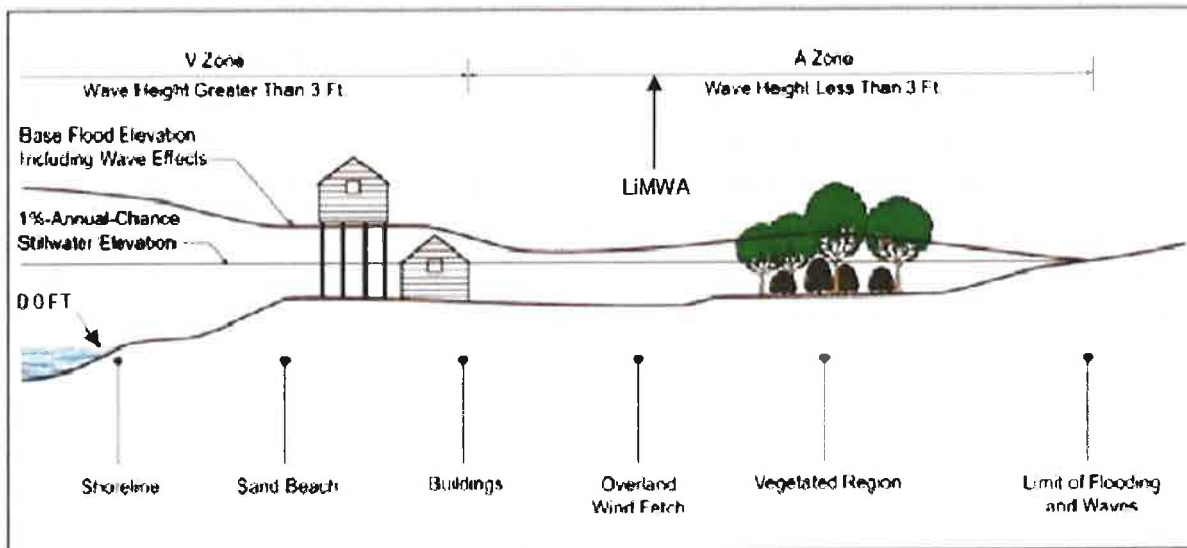 V Zone
A Zone
Wave Height Greater Than 3 Ft.
Wave Height Less Than 3 Ft.
Base Flood Elevation
Including Wave Effects
LiMWA
1%-Annual-Chance
Stillwater Elevation
0.0 FT
Shoreline
Sand Beach
Buildings
Overland
Wind Fetch
Vegetated Region
Limit of Flooding
and Waves